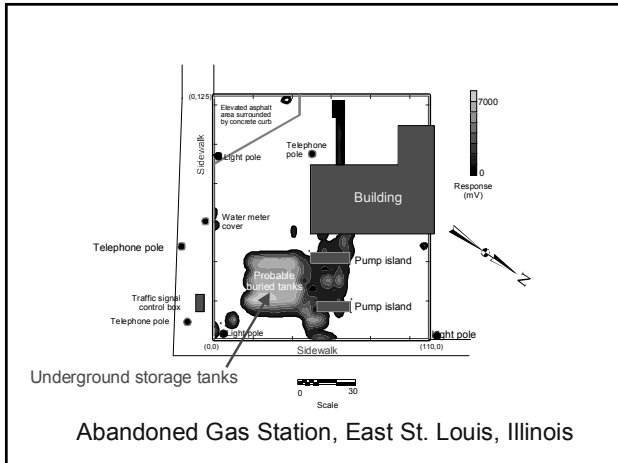 (0,125)
Elevated asphalt
area surrounded
by concrete curb
7000
0
Response
(mV)
Sidewalk
Light pole
Telephone
pole
Building
Water meter
cover
N
Telephone pole
Probable
buried tanks
Pump island
Traffic signal
control box
Pump island
Telephone pole
Light pole
Light pole
(0,0)
Sidewalk
(110,0)
Underground storage tanks
0
30
Scale
Abandoned Gas Station, East St. Louis, Illinois